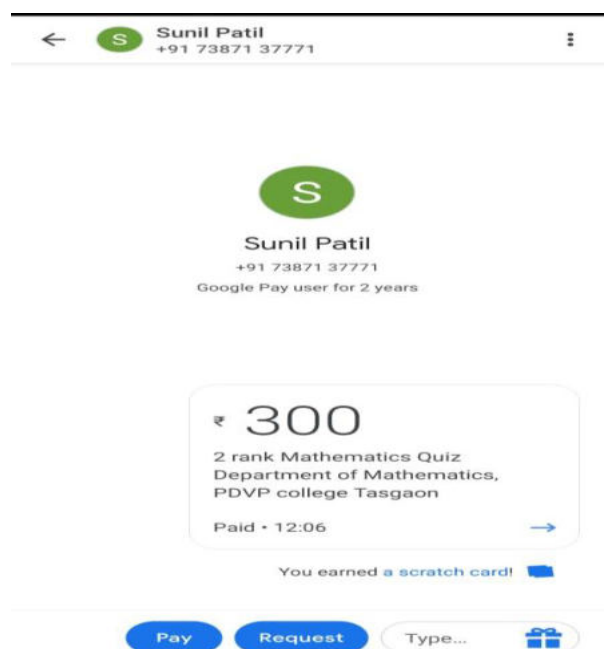 Sunil Patil
+91 73871 37771
S
S
Sunil Patil
+91 73871 37771
Google Pay user for 2 years
₹ 300
2 rank Mathematics Quiz
Department of Mathematics,
PDVP college Tasgaon
Paid • 12:06
You earned a scratch card!
Pay
Request
Type...